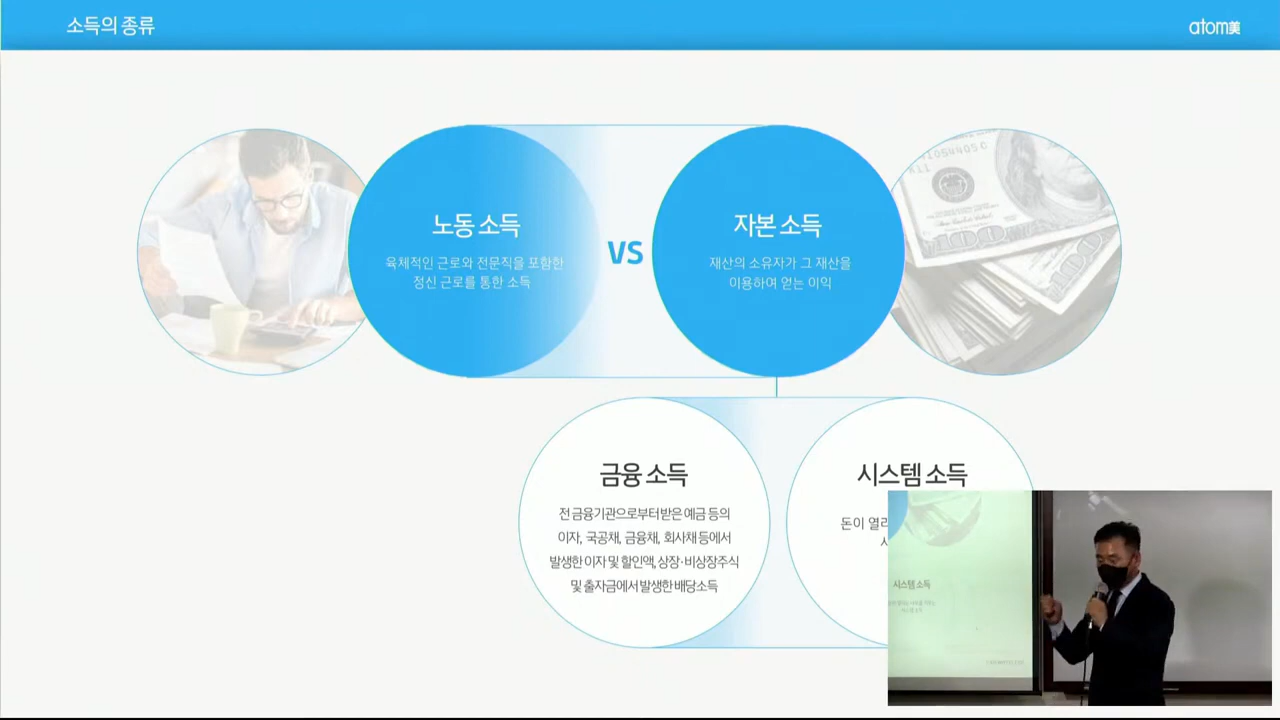 소득의 종류
atom美
노동 소득
육체적인 근로와 전문직을 포함한
정신 근로를 통한 소득
VS
자본 소득
재산의 소유자가 그 재산을
이용하여 얻는 이익
금융 소득
전 금융기관으로부터 받은 예금 등의
이자, 국공채, 금융채, 회사채 등에서
발생한 이자 및 할인액, 상장·비상장주식
및 출자금에서 발생한 배당소득
시스템 소득
돈이
시스템 소득